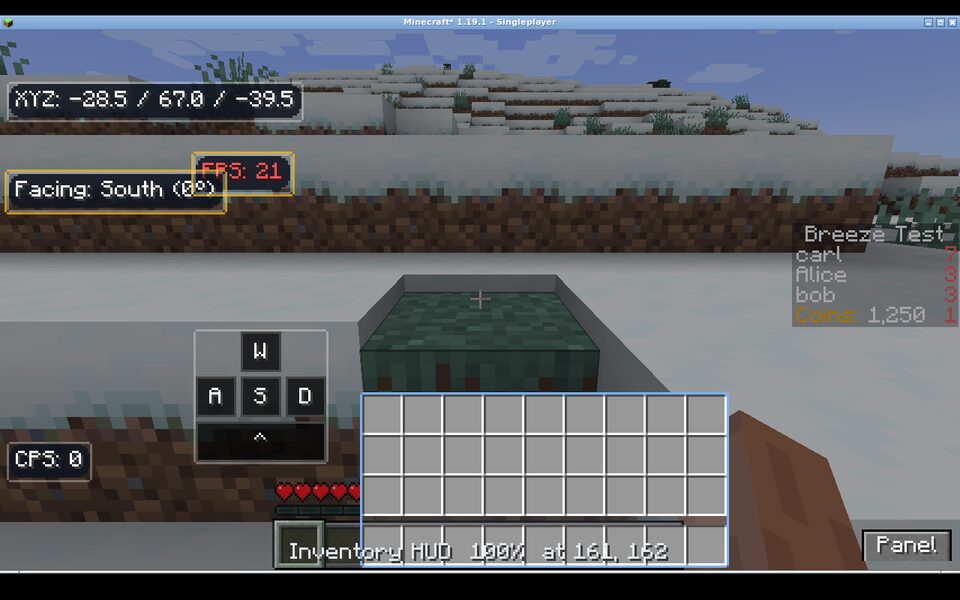 Minecraft* 1.19.1 - Singleplayer
XYZ: -28.5 / 67.0 / -39.5
FPS: 21
Facing: South (0°)
Breeze Test
carl 7
Alice 3
bob 3
Coins: 1,250 1
W
A S D
^
CPS: 0
Inventory HUD 100% at 161, 162
Panel